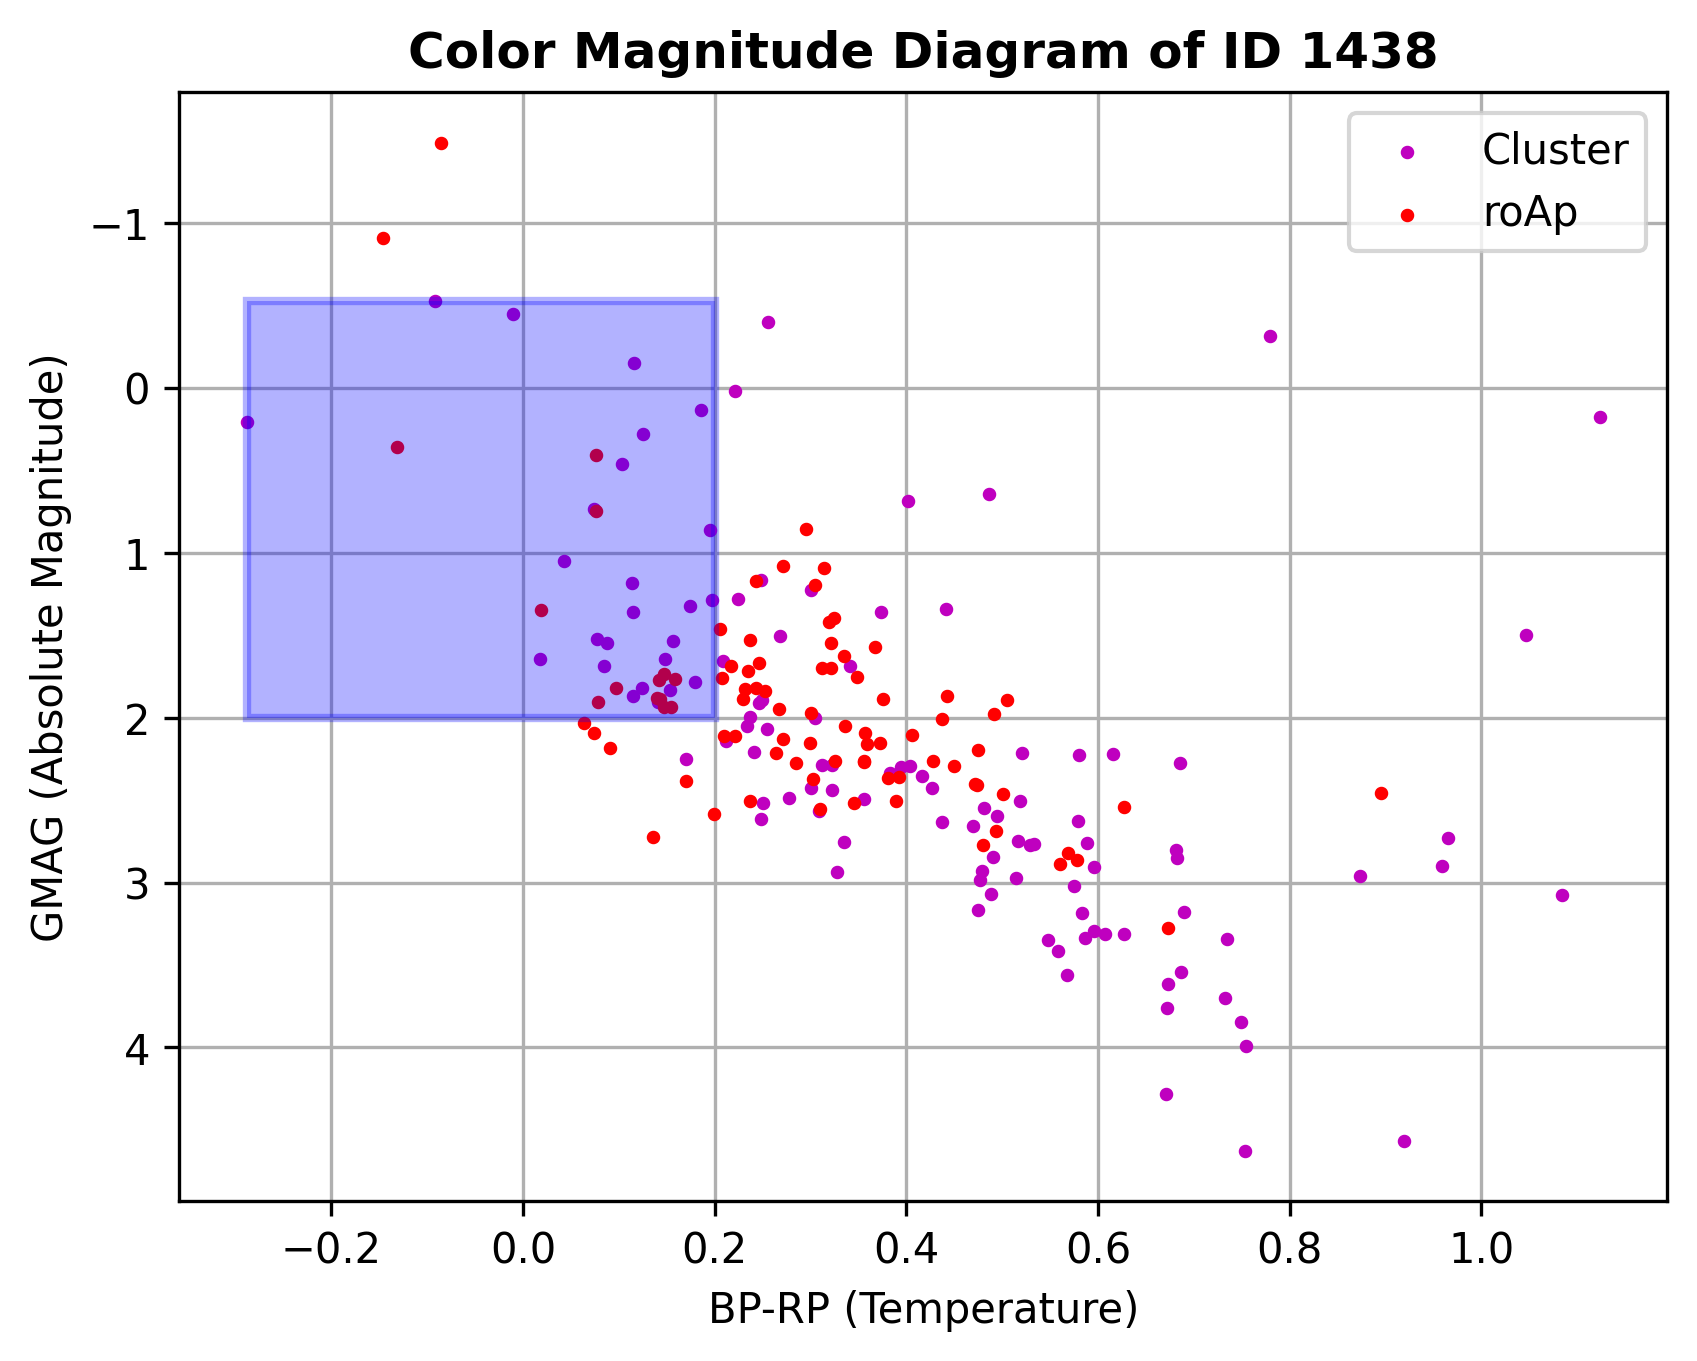 Color Magnitude Diagram of ID 1438
Cluster
roAp
−1
0
1
2
3
4
GMAG (Absolute Magnitude)
−0.2 0.0 0.2 0.4 0.6 0.8 1.0
BP-RP (Temperature)